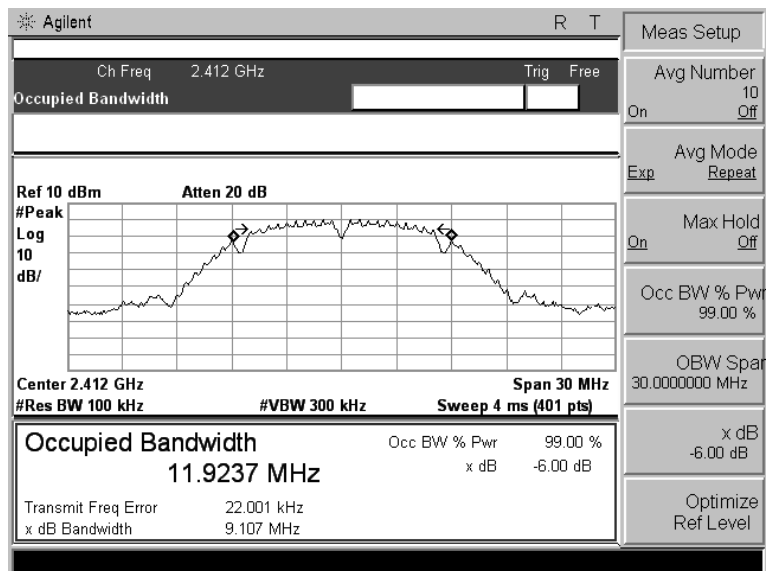 Agilent R T
Ch Freq 2.412 GHz Trig Free
Occupied Bandwidth
Ref 10 dBm Atten 20 dB
#Peak
Log
10
dB/
Center 2.412 GHz Span 30 MHz
#Res BW 100 kHz #VBW 300 kHz Sweep 4 ms (401 pts)
Occupied Bandwidth Occ BW % Pwr 99.00 %
11.9237 MHz x dB -6.00 dB
Transmit Freq Error 22.001 kHz
x dB Bandwidth 9.107 MHz
Meas Setup
Avg Number
10
On Off
Avg Mode
Exp Repeat
Max Hold
On Off
Occ BW % Pwr
99.00 %
OBW Spar
30.0000000 MHz
x dB
-6.00 dB
Optimize
Ref Level